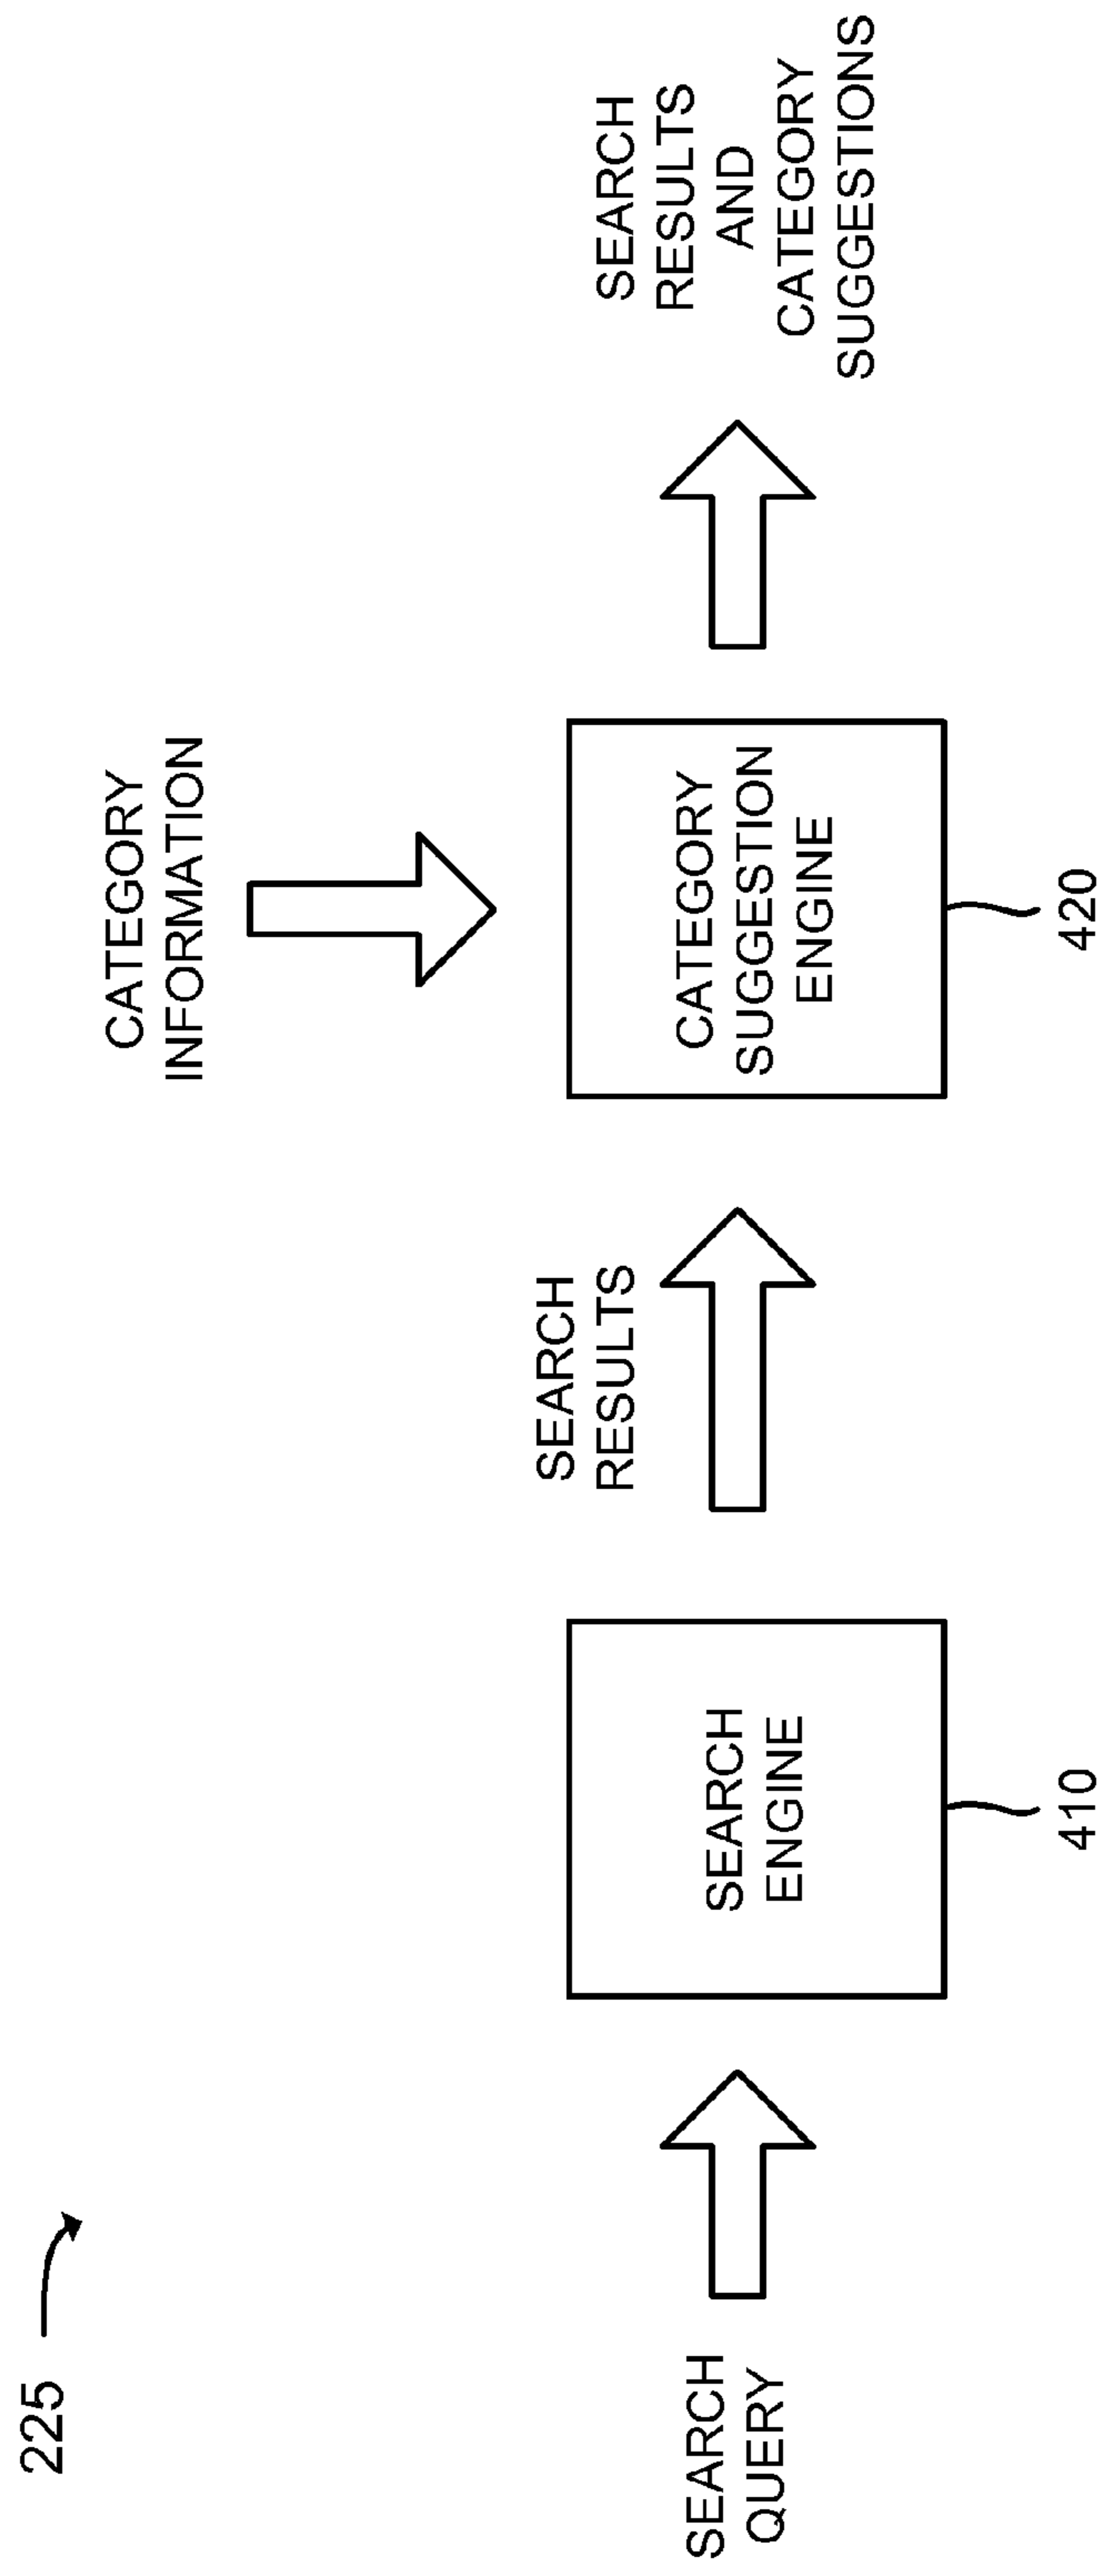 225
CATEGORY
INFORMATION
SEARCH
QUERY
SEARCH
ENGINE
410
SEARCH
RESULTS
CATEGORY
SUGGESTION
ENGINE
420
SEARCH
RESULTS
AND
CATEGORY
SUGGESTIONS